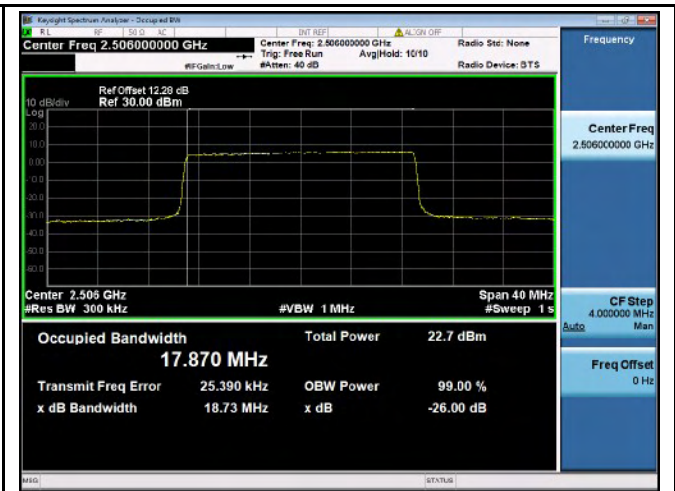 Keysight Spectrum Analyzer - Occupied BW
RL RF 50 Ω AC INT REF ALIGN OFF
Center Freq 2.506000000 GHz
Center Freq: 2.506000000 GHz Radio Std: None
Trig: Free Run Avg|Hold: 10/10
#IFGain:Low #Atten: 40 dB Radio Device: BTS
Ref Offset 12.28 dB
10 dB/div Ref 30.00 dBm
Log
20.0
10.0
0.00
-10.0
-20.0
-30.0
-40.0
-50.0
-60.0
Center 2.506 GHz Span 40 MHz
#Res BW 300 kHz #VBW 1 MHz #Sweep 1 s
Occupied Bandwidth Total Power 22.7 dBm
17.870 MHz
Transmit Freq Error 25.390 kHz OBW Power 99.00 %
x dB Bandwidth 18.73 MHz x dB -26.00 dB
MSG STATUS
Frequency
Center Freq
2.506000000 GHz
CF Step
4.000000 MHz
Auto Man
Freq Offset
0 Hz